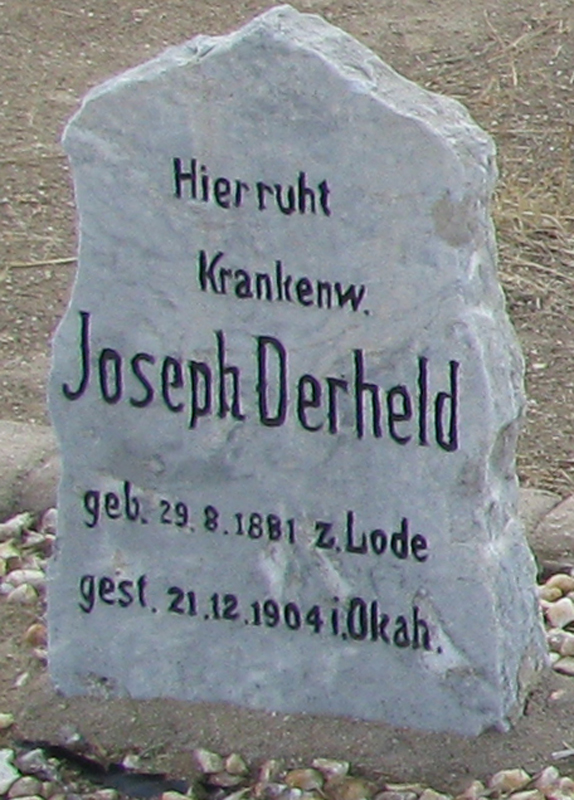 Hier ruht
Krankenw.
Joseph Derheld
geb. 29.8.1881 z. Lode
gest. 21.12.1904 i. Okah.